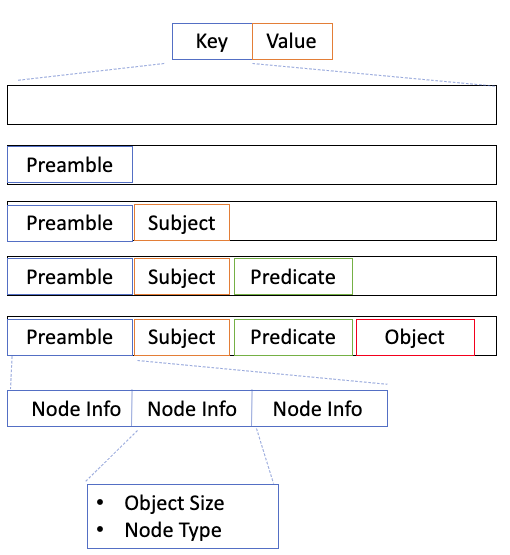 Key Value
Preamble
Preamble Subject
Preamble Subject Predicate
Preamble Subject Predicate Object
Node Info Node Info Node Info
• Object Size
• Node Type